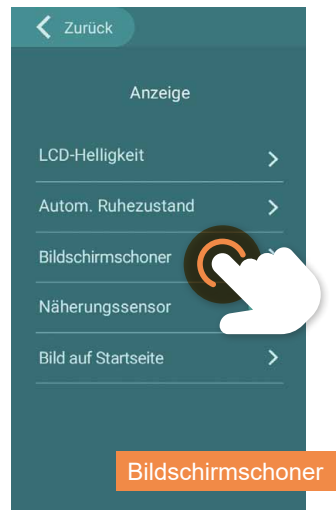 Zurück
Anzeige
LCD-Helligkeit
Autom. Ruhezustand
Bildschirmschoner
Näherungssensor
Bild auf Startseite
Bildschirmschoner